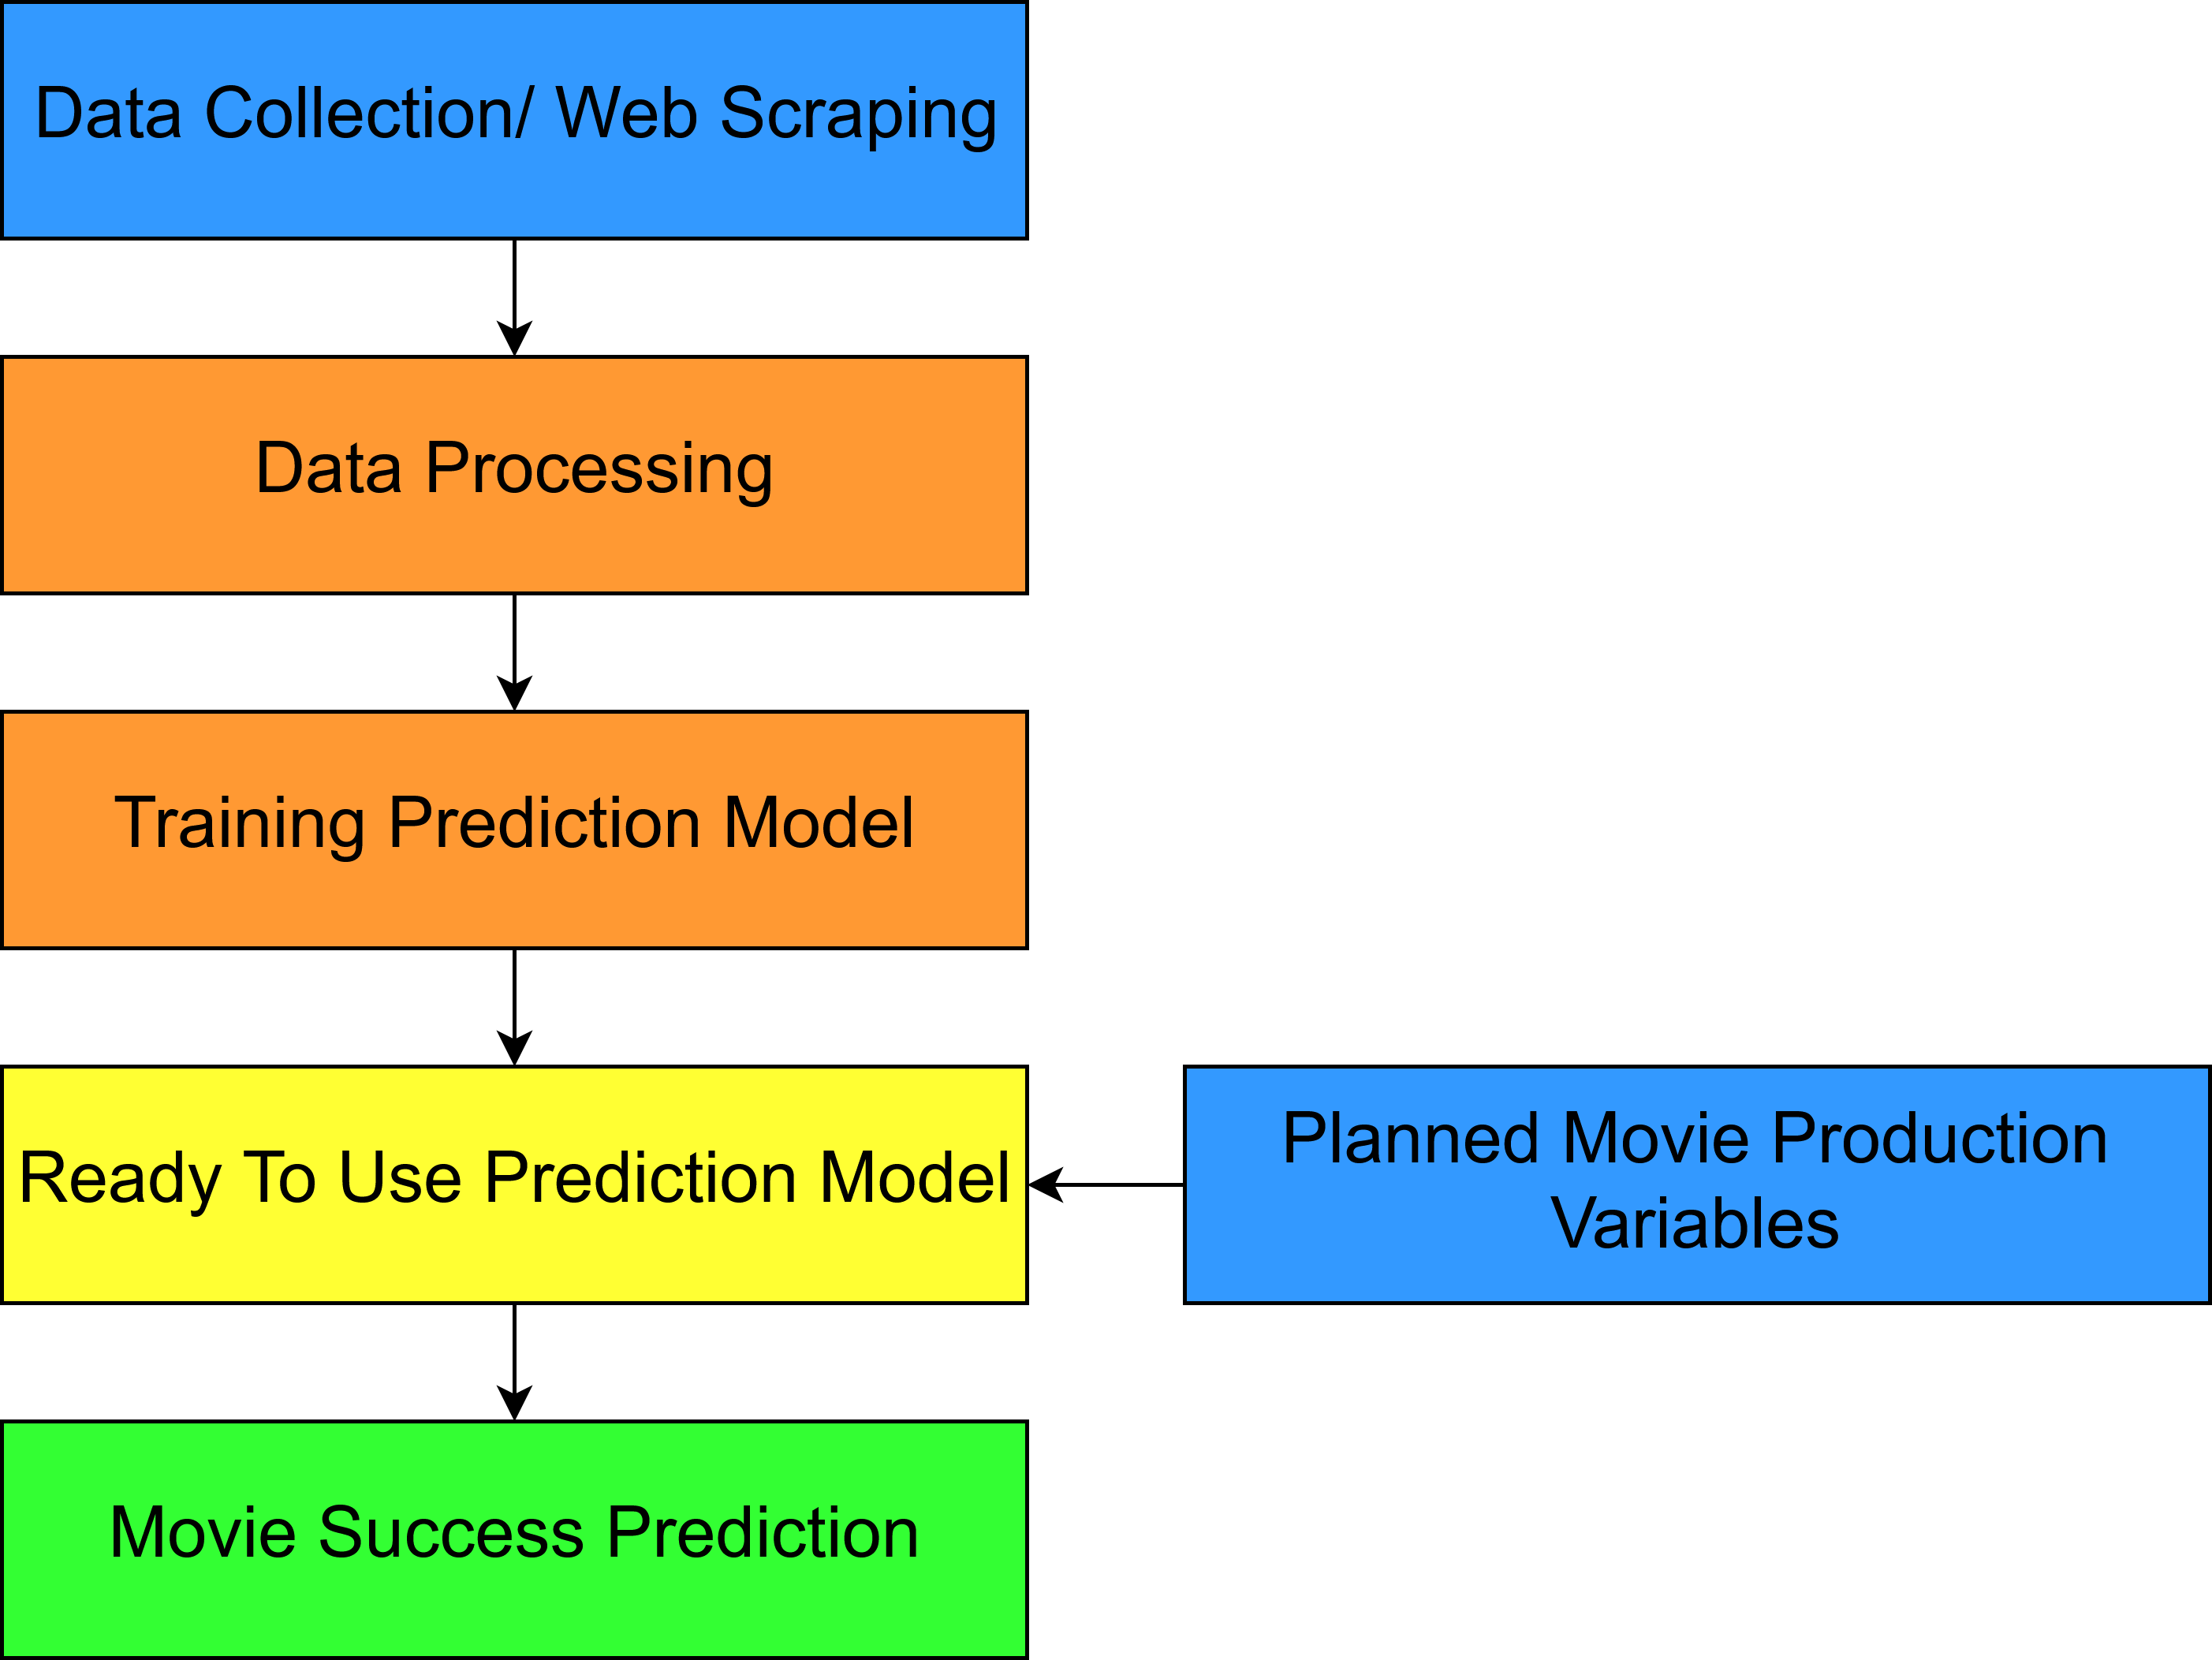 Data Collection/ Web Scraping
Data Processing
Training Prediction Model
Ready To Use Prediction Model
Planned Movie Production
Variables
Movie Success Prediction